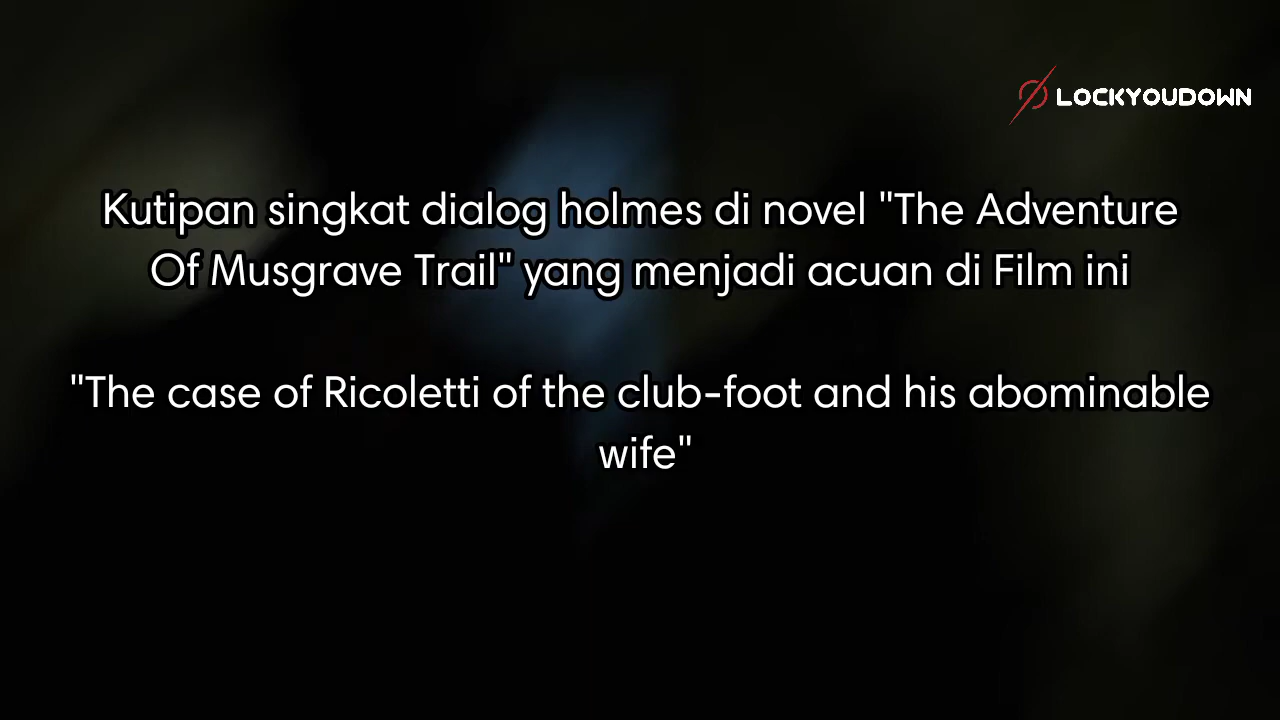 LOCKYOUDOWN
Kutipan singkat dialog holmes di novel "The Adventure
Of Musgrave Trail" yang menjadi acuan di Film ini
"The case of Ricoletti of the club-foot and his abominable
wife"